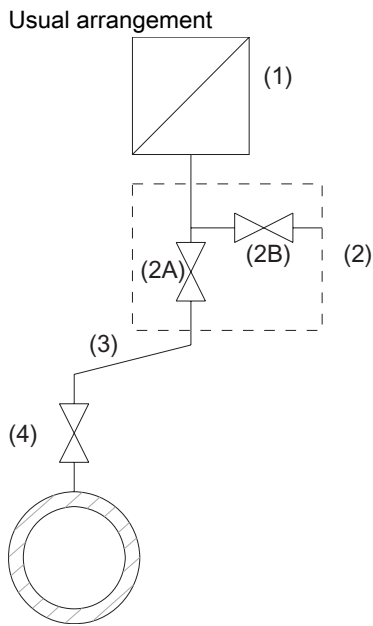 Usual arrangement
(1)
(2A)
(2B)
(2)
(3)
(4)